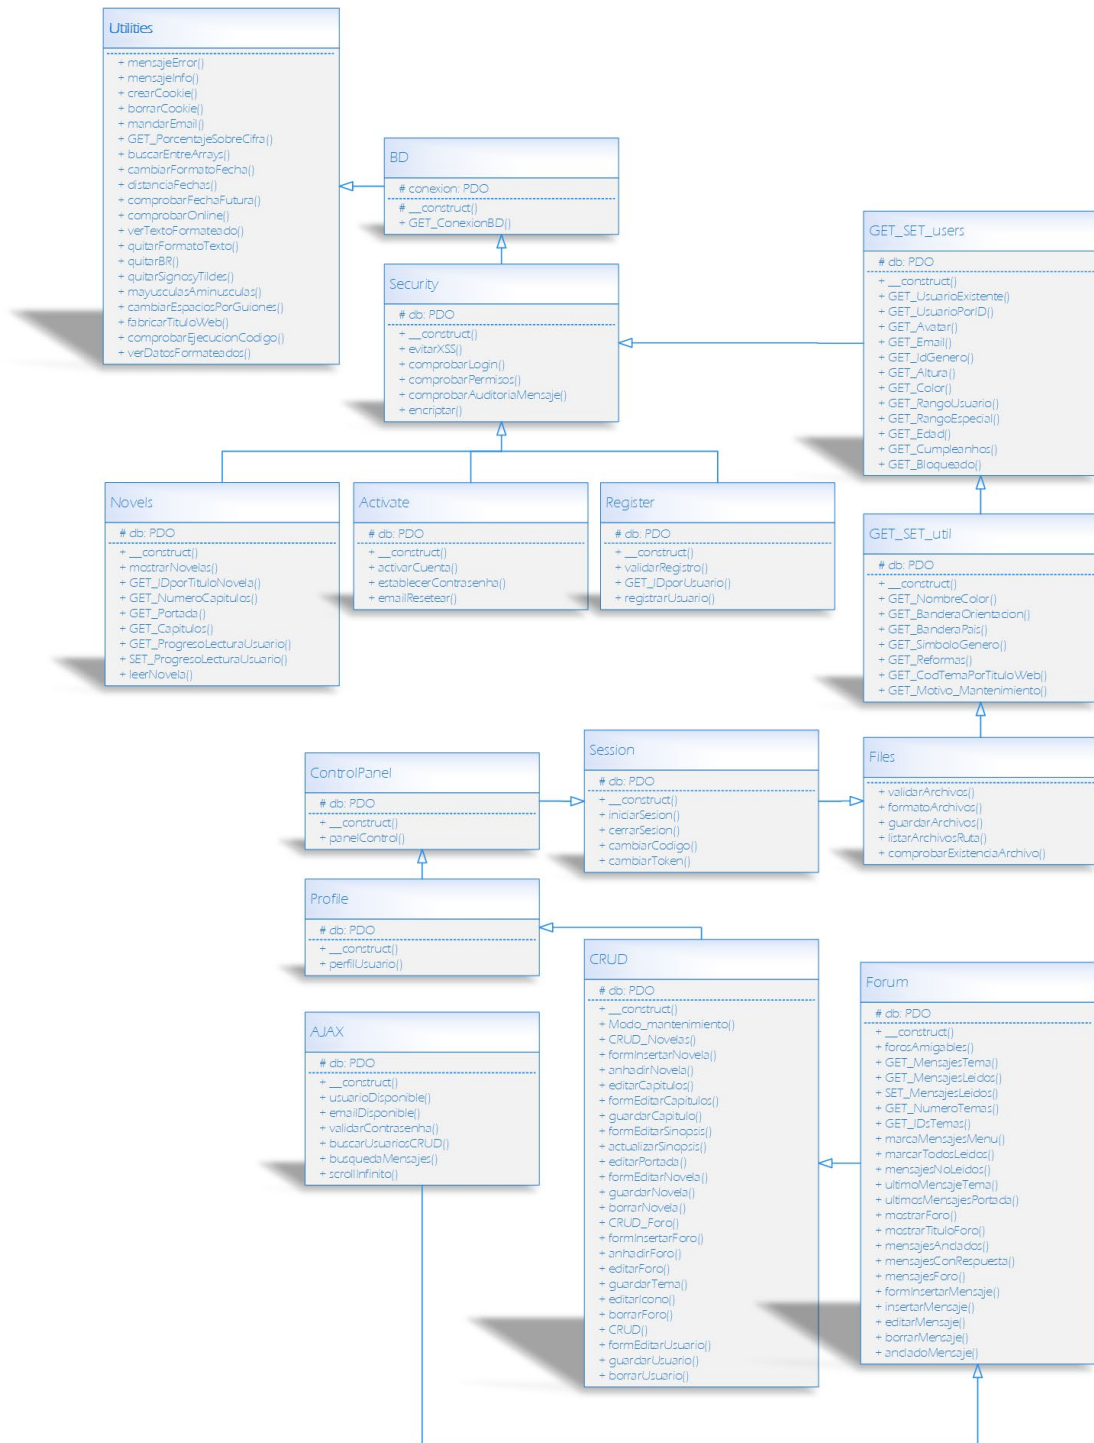 Utilities
+ mensajeError()
+ mensajeInfo()
+ crearCookie()
+ borrarCookie()
+ mandarEmail()
+ GET_PorcentajeSobreCifra()
+ buscarEntreArrays()
+ cambiarFormatoFecha()
+ distanciaFechas()
+ comprobarFechaFutura()
+ comprobarOnline()
+ verTextoFormateado()
+ quitarFormatoTexto()
+ quitarBR()
+ quitarSignosyTildes()
+ mayusculasAminusculas()
+ cambiarEspaciosPorGuiones()
+ fabricarTituloWeb()
+ comprobarEjecucionCodigo()
+ verDatosFormateados()
BD
# conexion: PDO
# __construct()
+ GET_ConexionBD()
Security
# db: PDO
+ __construct()
+ evitarXSS()
+ comprobarLogin()
+ comprobarPermisos()
+ comprobarAuditoriaMensaje()
+ encriptar()
GET_SET_users
# db: PDO
+ __construct()
+ GET_UsuarioExistente()
+ GET_UsuarioPorID()
+ GET_Avatar()
+ GET_Email()
+ GET_IdGenero()
+ GET_Altura()
+ GET_Color()
+ GET_RangoUsuario()
+ GET_RangoEspecial()
+ GET_Edad()
+ GET_Cumpleanhos()
+ GET_Bloqueado()
Novels
# db: PDO
+ __construct()
+ mostrarNovelas()
+ GET_IDporTituloNovela()
+ GET_NumeroCapitulos()
+ GET_Portada()
+ GET_Capitulos()
+ GET_ProgresoLecturaUsuario()
+ SET_ProgresoLecturaUsuario()
+ leerNovela()
Activate
# db: PDO
+ __construct()
+ activarCuenta()
+ establecerContrasenha()
+ emailResetear()
Register
# db: PDO
+ __construct()
+ validarRegistro()
+ GET_IDporUsuario()
+ registrarUsuario()
GET_SET_util
# db: PDO
+ __construct()
+ GET_NombreColor()
+ GET_BanderaOrientacion()
+ GET_BanderaPais()
+ GET_SimboloGenero()
+ GET_Reformas()
+ GET_CodTemaPorTituloWeb()
+ GET_Motivo_Mantenimiento()
ControlPanel
# db: PDO
+ __construct()
+ panelControl()
Session
# db: PDO
+ __construct()
+ iniciarSesion()
+ cerrarSesion()
+ cambiarCodigo()
+ cambiarToken()
Files
+ validarArchivos()
+ formatoArchivos()
+ guardarArchivos()
+ listarArchivosRuta()
+ comprobarExistenciaArchivo()
Profile
# db: PDO
+ __construct()
+ perfilUsuario()
AJAX
# db: PDO
+ __construct()
+ usuarioDisponible()
+ emailDisponible()
+ validarContrasenha()
+ buscarUsuariosCRUD()
+ busquedaMensajes()
+ scrollInfinito()
CRUD
# db: PDO
+ __construct()
+ Modo_mantenimiento()
+ CRUD_Novelas()
+ formInsertarNovela()
+ anhadirNovela()
+ editarCapitulos()
+ formEditarCapitulos()
+ guardarCapitulo()
+ formEditarSinopsis()
+ actualizarSinopsis()
+ editarPortada()
+ formEditarNovela()
+ guardarNovela()
+ borrarNovela()
+ CRUD_Foro()
+ formInsertarForo()
+ anhadirForo()
+ editarForo()
+ guardarTema()
+ editarIcono()
+ borrarForo()
+ CRUD()
+ formEditarUsuario()
+ guardarUsuario()
+ borrarUsuario()
Forum
# db: PDO
+ __construct()
+ forosAmigables()
+ GET_MensajesTema()
+ GET_MensajesLeidos()
+ SET_MensajesLeidos()
+ GET_NumeroTemas()
+ GET_IDsTemas()
+ marcaMensajesMenu()
+ marcarTodosLeidos()
+ mensajesNoLeidos()
+ ultimoMensajeTema()
+ ultimosMensajesPortada()
+ mostrarForo()
+ mostrarTituloForo()
+ mensajesAnclados()
+ mensajesConRespuesta()
+ mensajesForo()
+ formInsertarMensaje()
+ insertarMensaje()
+ editarMensaje()
+ borrarMensaje()
+ ancladoMensaje()